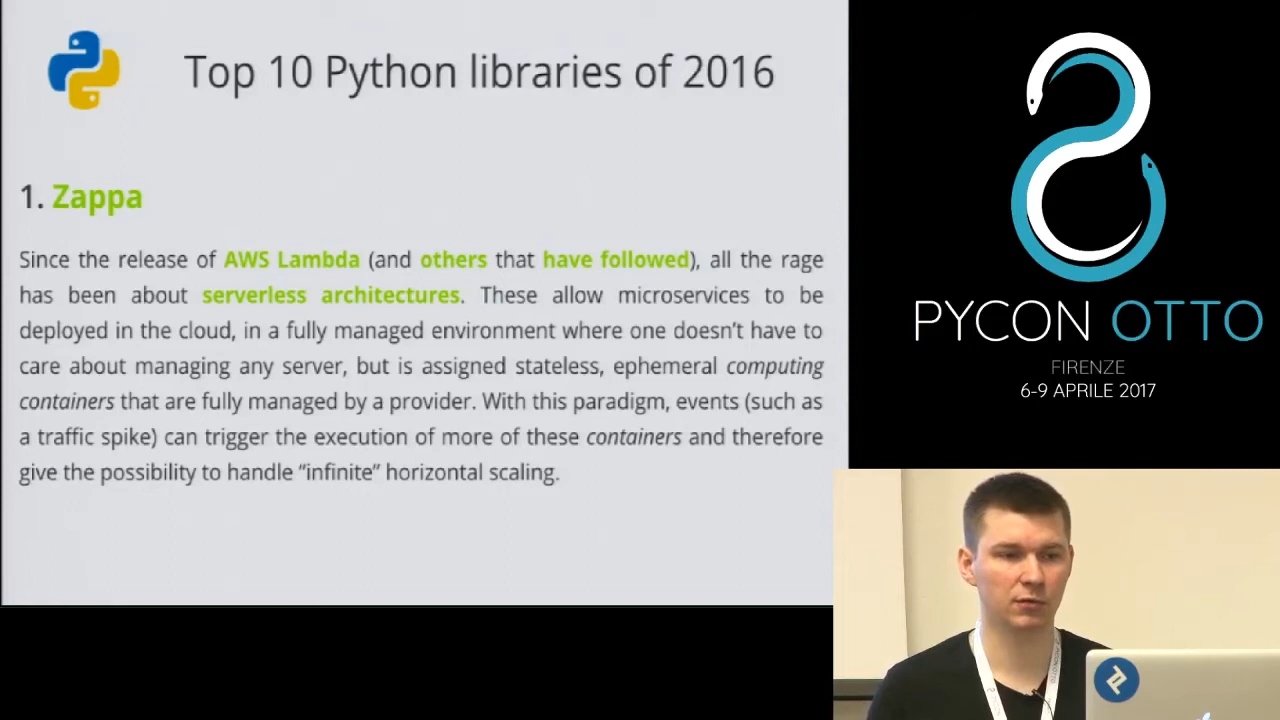 Top 10 Python libraries of 2016
1. Zappa
Since the release of AWS Lambda (and others that have followed), all the rage
has been about serverless architectures. These allow microservices to be
deployed in the cloud, in a fully managed environment where one doesn't have to
care about managing any server, but is assigned stateless, ephemeral computing
containers that are fully managed by a provider. With this paradigm, events (such as
a traffic spike) can trigger the execution of more of these containers and therefore
give the possibility to handle “infinite” horizontal scaling.
PYCON OTTO
FIRENZE
6-9 APRILE 2017